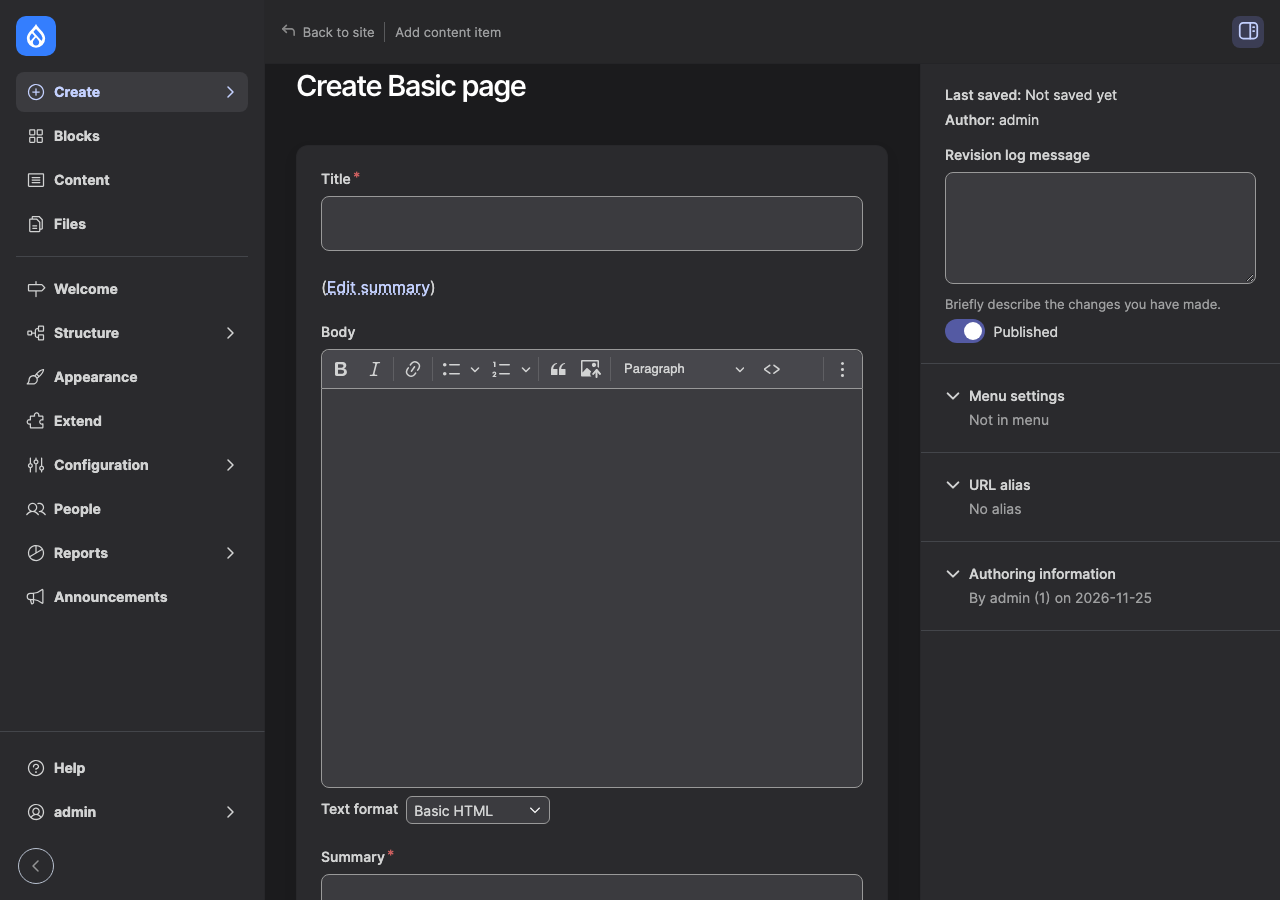 Create
Blocks
Content
Files
Welcome
Structure
Appearance
Extend
Configuration
People
Reports
Announcements
Help
admin
Back to site
Add content item
Create Basic page
Title*
(Edit summary)
Body
B I Paragraph <>
Text format Basic HTML
Summary*
Last saved: Not saved yet
Author: admin
Revision log message
Briefly describe the changes you have made.
Published
Menu settings
Not in menu
URL alias
No alias
Authoring information
By admin (1) on 2026-11-25